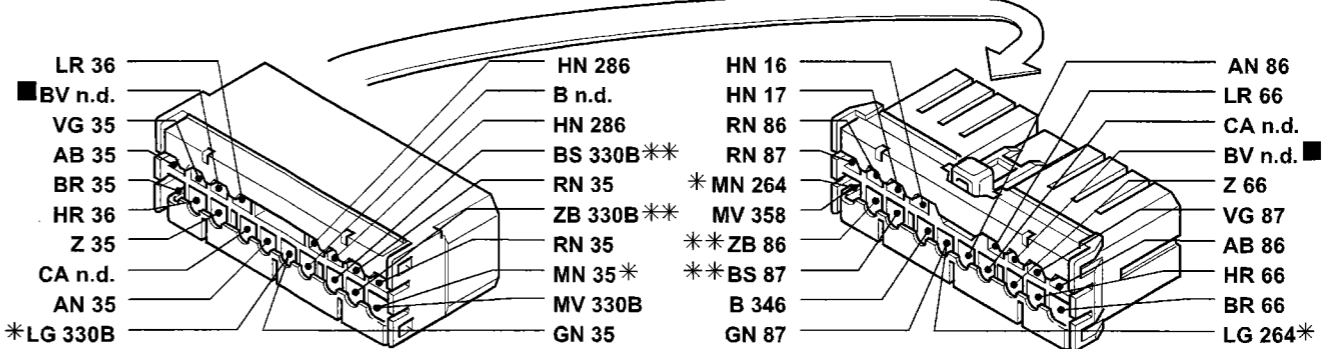 LR 36
■BV n.d.
VG 35
AB 35
BR 35
HR 36
Z 35
CA n.d.
AN 35
✳LG 330B
HN 286
B n.d.
HN 286
BS 330B✳✳
RN 35
ZB 330B✳✳
RN 35
MN 35✳
MV 330B
GN 35
HN 16
HN 17
RN 86
RN 87
✳MN 264
MV 358
✳✳ZB 86
✳✳BS 87
B 346
GN 87
AN 86
LR 66
CA n.d.
BV n.d.■
Z 66
VG 87
AB 86
HR 66
BR 66
LG 264✳